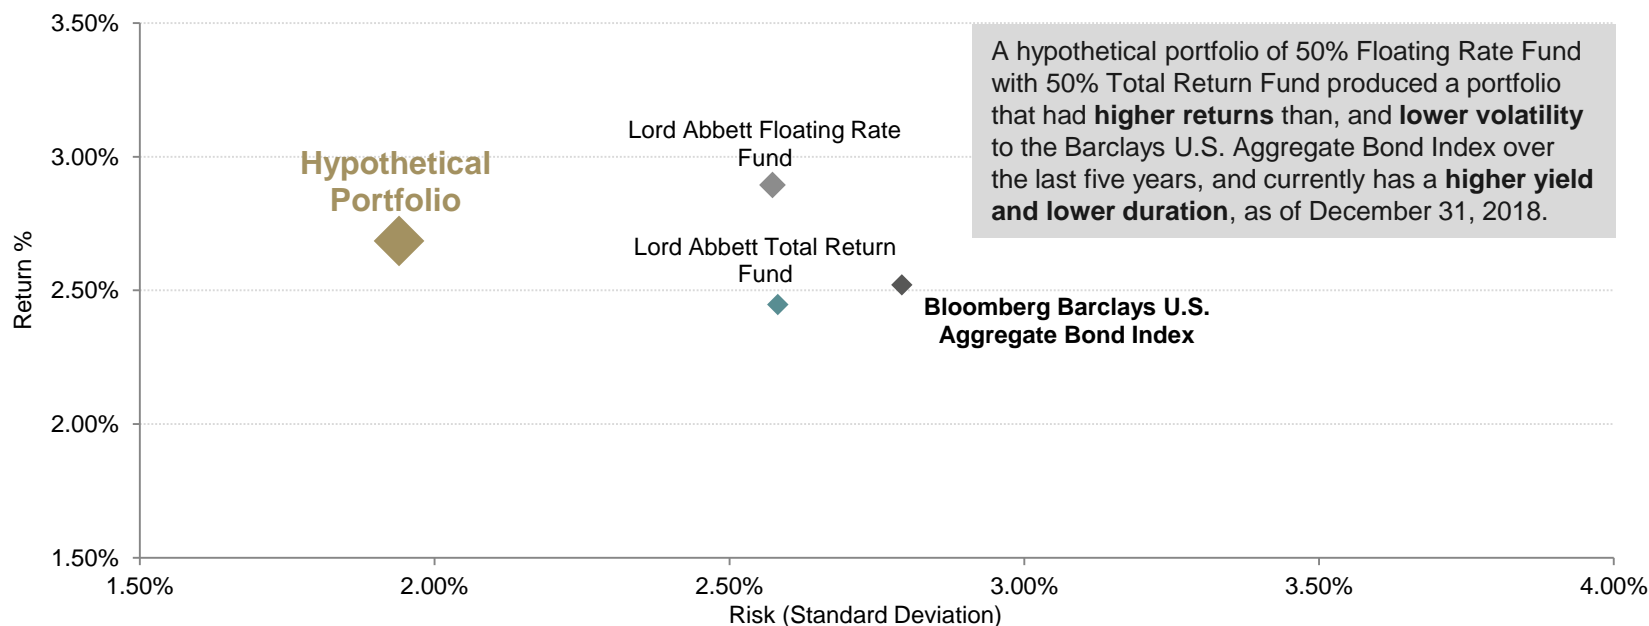 3.50%
3.00%
2.50%
2.00%
1.50%
Return %
1.50%
2.00%
2.50%
3.00%
3.50%
4.00%
Risk (Standard Deviation)
Hypothetical
Portfolio
Lord Abbett Floating Rate
Fund
Lord Abbett Total Return
Fund
Bloomberg Barclays U.S.
Aggregate Bond Index
A hypothetical portfolio of 50% Floating Rate Fund
with 50% Total Return Fund produced a portfolio
that had higher returns than, and lower volatility
to the Barclays U.S. Aggregate Bond Index over
the last five years, and currently has a higher yield
and lower duration, as of December 31, 2018.